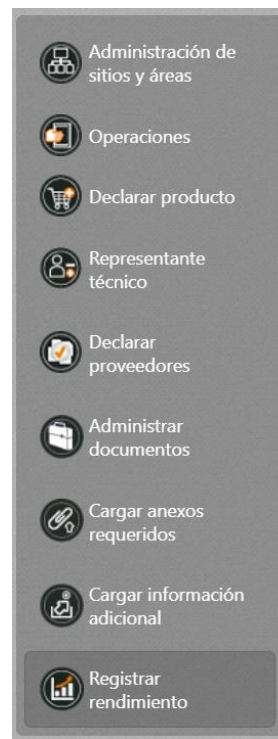 Administración de
sitios y áreas
Operaciones
Declarar producto
Representante
técnico
Declarar
proveedores
Administrar
documentos
Cargar anexos
requeridos
Cargar información
adicional
Registrar
rendimiento